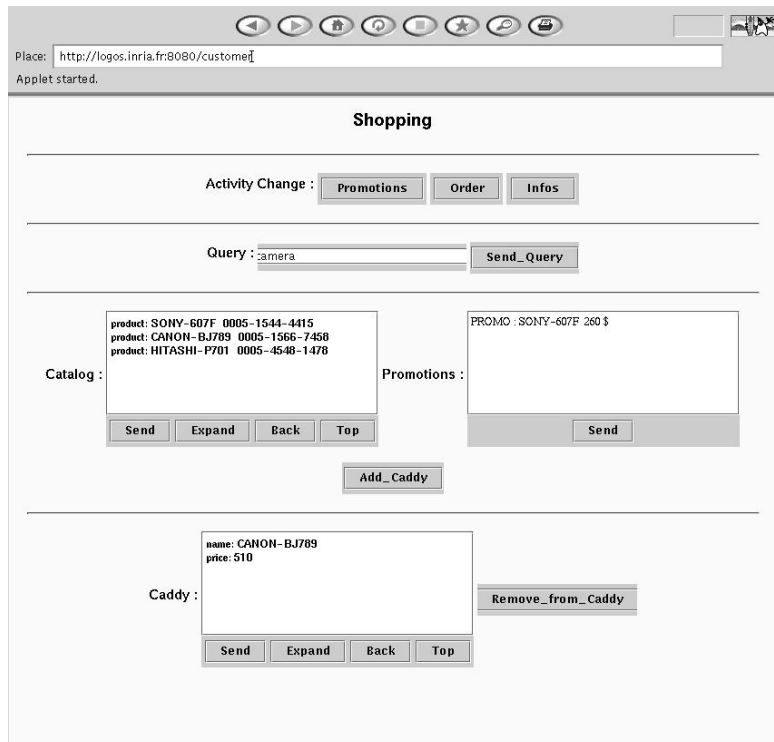 Place: http://logos.inria.fr:8080/customer
Applet started.
Shopping
Activity Change : Promotions Order Infos
Query : camera Send_Query
Catalog :
product: SONY-607F 0005-1544-4415
product: CANON-BJ789 0005-1566-7458
product: HITASHI-P701 0005-4548-1478
Send Expand Back Top
Promotions :
PROMO : SONY-607F 260 $
Send
Add_Caddy
Caddy :
name: CANON-BJ789
price: 510
Remove_from_Caddy
Send Expand Back Top